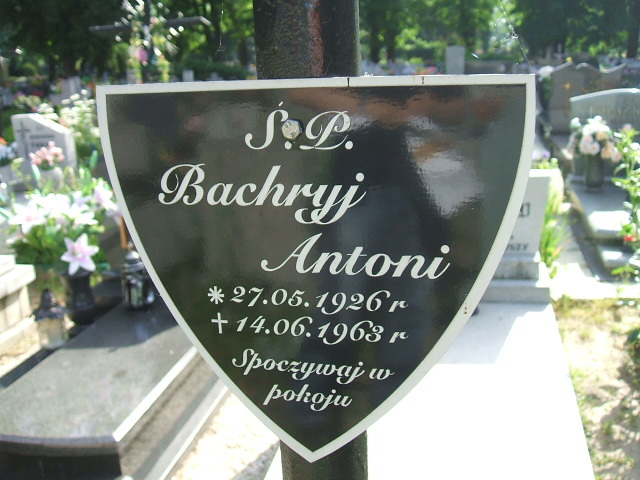 Ś.P.
Bachryj
Antoni
* 27.05.1926 r
✝ 14.06.1963 r
Spoczywaj w
pokoju